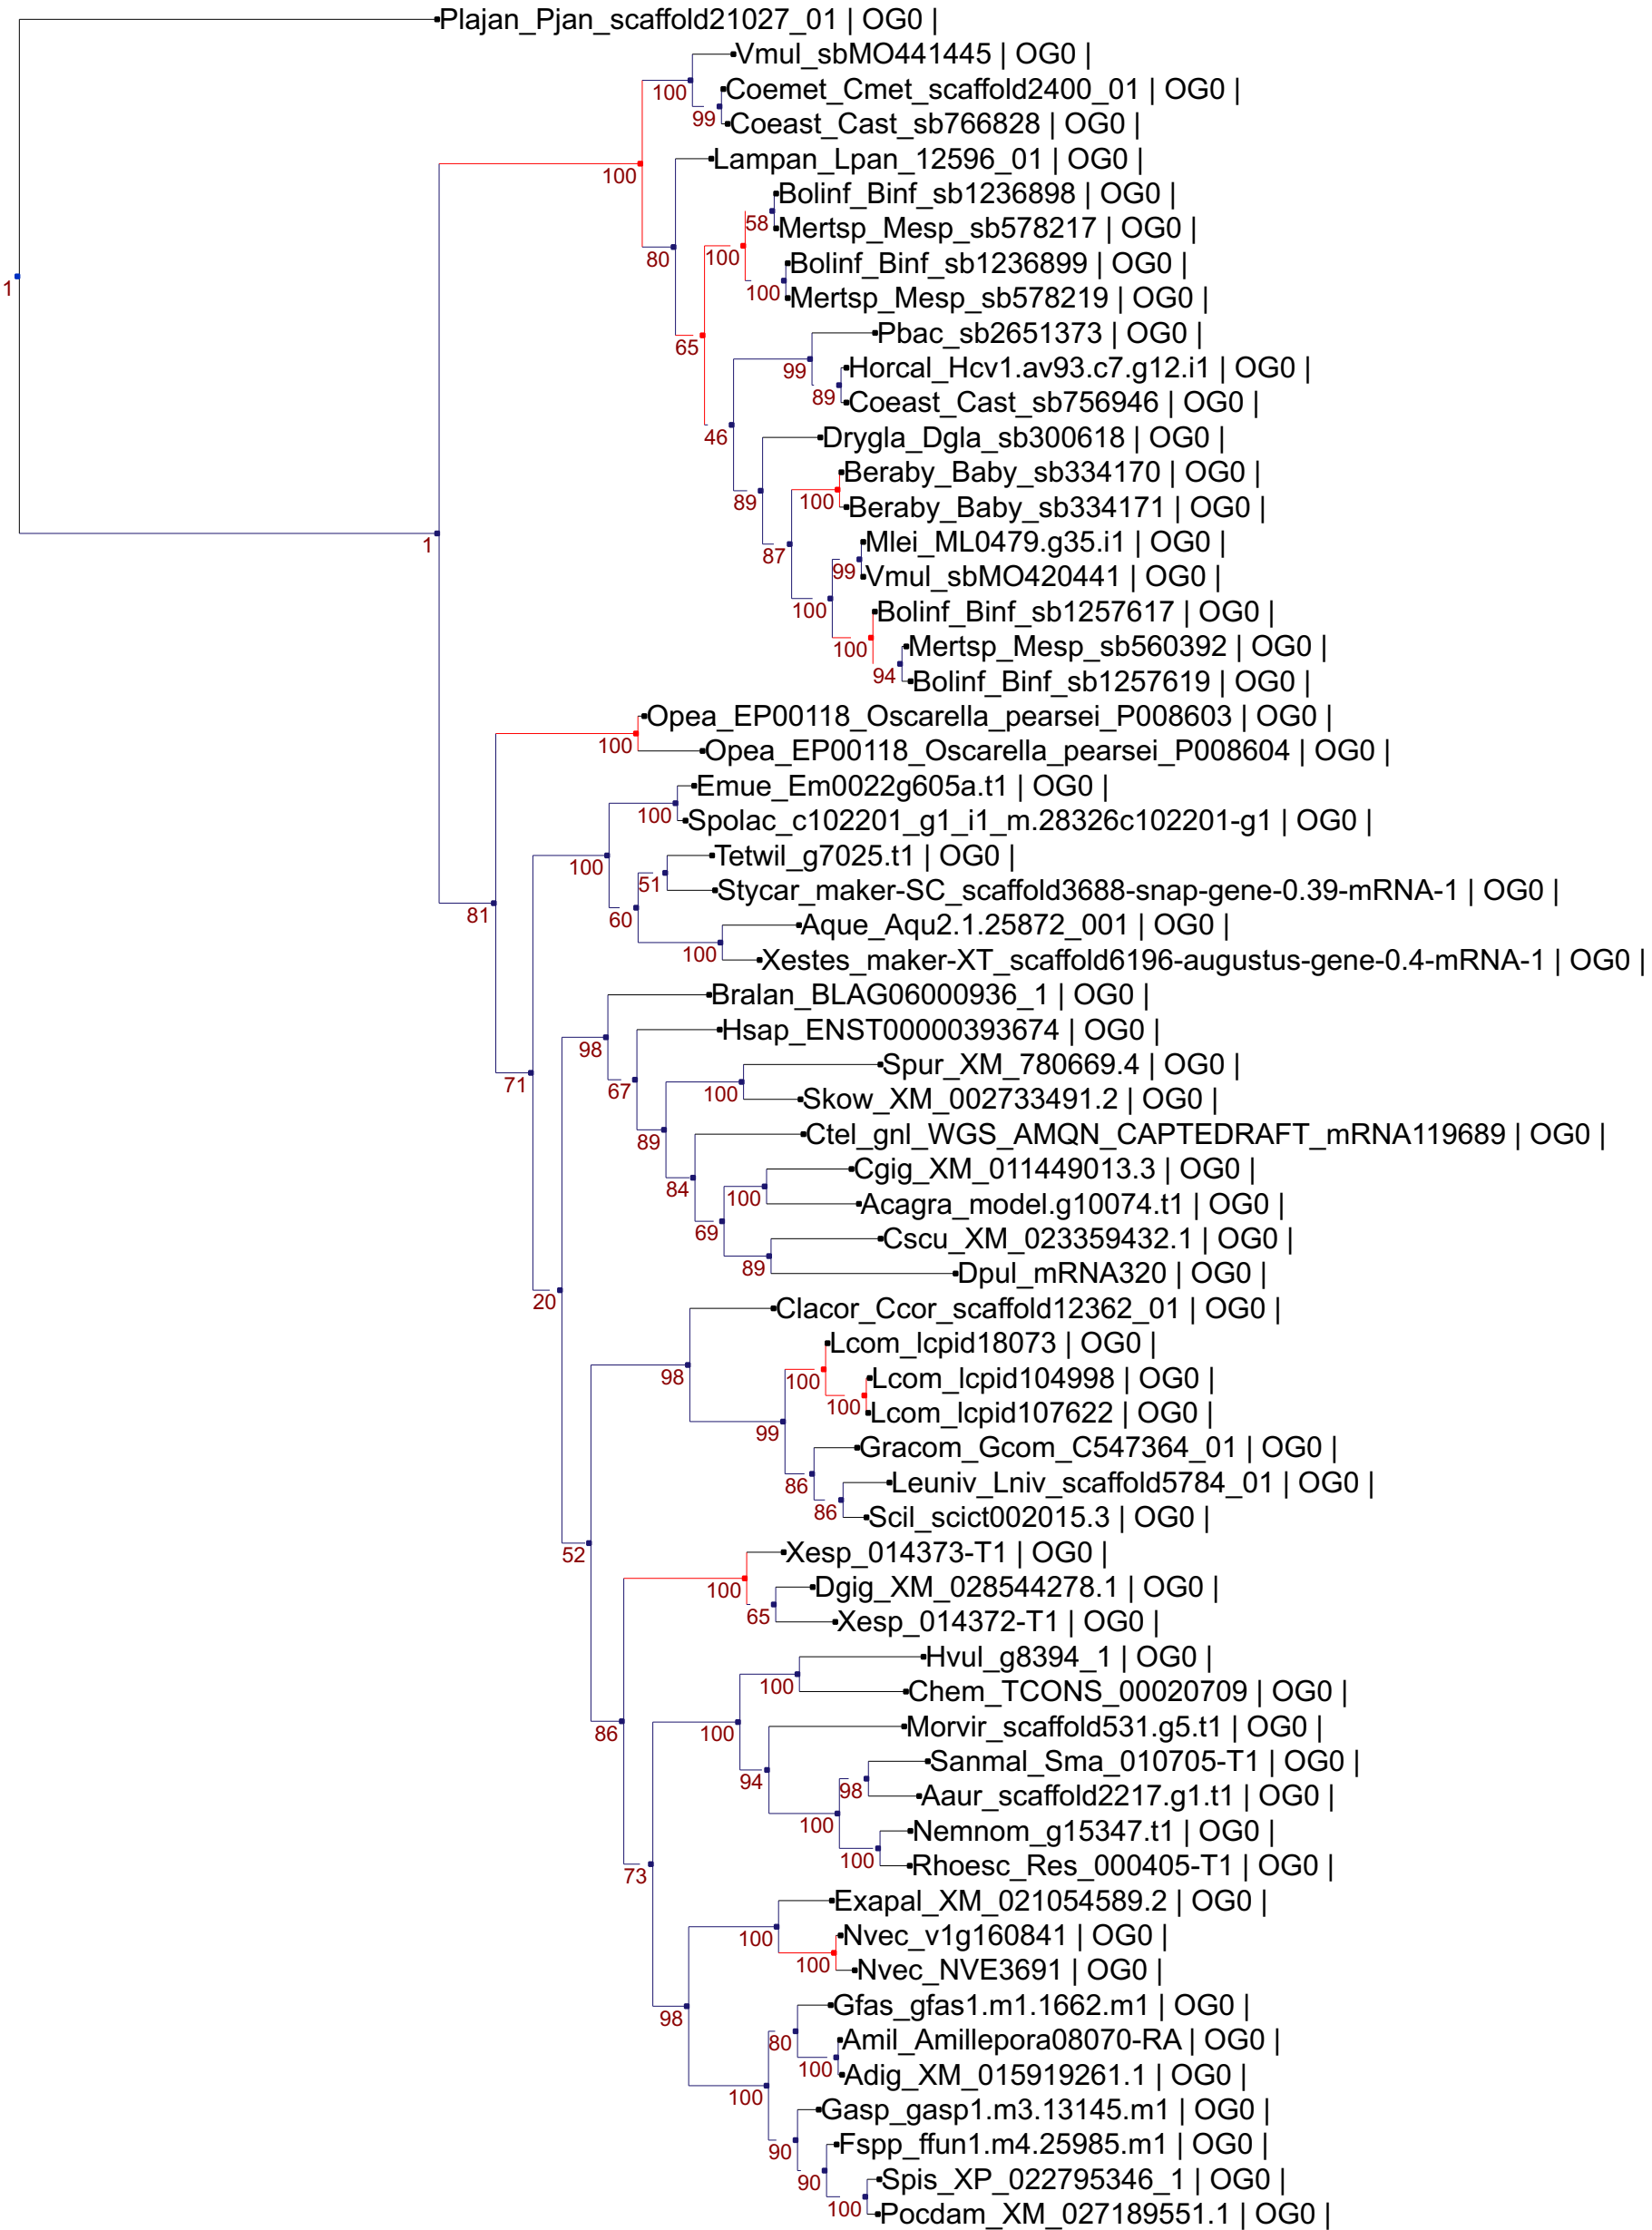 Plajan_Pjan_scaffold21027_01 | OG0 |
Vmul_sbMO441445 | OG0 |
100
Coemet_Cmet_scaffold2400_01 | OG0 |
99
Coeast_Cast_sb766828 | OG0 |
Lampan_Lpan_12596_01 | OG0 |
100
Bolinf_Binf_sb1236898 | OG0 |
58
Mertsp_Mesp_sb578217 | OG0 |
80
100
Bolinf_Binf_sb1236899 | OG0 |
1
100
Mertsp_Mesp_sb578219 | OG0 |
Pbac_sb2651373 | OG0 |
65
Horcal_Hcv1.av93.c7.g12.i1 | OG0 |
99
89
Coeast_Cast_sb756946 | OG0 |
46
Drygla_Dgla_sb300618 | OG0 |
Beraby_Baby_sb334170 | OG0 |
89
100
Beraby_Baby_sb334171 | OG0 |
1
Mlei_ML0479.g35.i1 | OG0 |
87
99
Vmul_sbMO420441 | OG0 |
100
Bolinf_Binf_sb1257617 | OG0 |
100
Mertsp_Mesp_sb560392 | OG0 |
94
Bolinf_Binf_sb1257619 | OG0 |
Opea_EP00118_Oscarella_pearsei_P008603 | OG0 |
100
Opea_EP00118_Oscarella_pearsei_P008604 | OG0 |
Emue_Em0022g605a.t1 | OG0 |
100
Spolac_c102201_g1_i1_m.28326c102201-g1 | OG0 |
Tetwil_g7025.t1 | OG0 |
100
51
Stycar_maker-SC_scaffold3688-snap-gene-0.39-mRNA-1 | OG0 |
81
60
Aque_Aqu2.1.25872_001 | OG0 |
100
Xestes_maker-XT_scaffold6196-augustus-gene-0.4-mRNA-1 | OG0 |
Bralan_BLAG06000936_1 | OG0 |
Hsap_ENST00000393674 | OG0 |
98
Spur_XM_780669.4 | OG0 |
71
67
100
Skow_XM_002733491.2 | OG0 |
Ctel_gnl_WGS_AMQN_CAPTEDRAFT_mRNA119689 | OG0 |
89
Cgig_XM_011449013.3 | OG0 |
84
100
Acagra_model.g10074.t1 | OG0 |
69
Cscu_XM_023359432.1 | OG0 |
89
Dpul_mRNA320 | OG0 |
20
Clacor_Ccor_scaffold12362_01 | OG0 |
Lcom_lcpid18073 | OG0 |
98
100
Lcom_lcpid104998 | OG0 |
100
Lcom_lcpid107622 | OG0 |
99
Gracom_Gcom_C547364_01 | OG0 |
86
Leuniv_Lniv_scaffold5784_01 | OG0 |
86
Scil_scict002015.3 | OG0 |
52
Xesp_014373-T1 | OG0 |
100
Dgig_XM_028544278.1 | OG0 |
65
Xesp_014372-T1 | OG0 |
Hvul_g8394_1 | OG0 |
100
Chem_TCONS_00020709 | OG0 |
86
100
Morvir_scaffold531.g5.t1 | OG0 |
Sanmal_Sma_010705-T1 | OG0 |
94
98
Aaur_scaffold2217.g1.t1 | OG0 |
100
Nemnom_g15347.t1 | OG0 |
100
Rhoesc_Res_000405-T1 | OG0 |
73
Exapal_XM_021054589.2 | OG0 |
100
Nvec_v1g160841 | OG0 |
100
Nvec_NVE3691 | OG0 |
Gfas_gfas1.m1.1662.m1 | OG0 |
98
80
Amil_Amillepora08070-RA | OG0 |
100
Adig_XM_015919261.1 | OG0 |
100
Gasp_gasp1.m3.13145.m1 | OG0 |
90
Fspp_ffun1.m4.25985.m1 | OG0 |
90
Spis_XP_022795346_1 | OG0 |
100
Pocdam_XM_027189551.1 | OG0 |